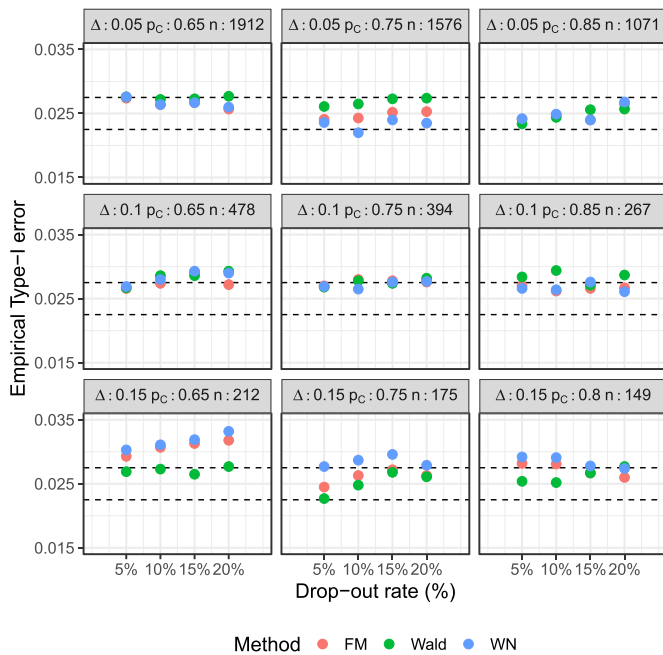 Δ : 0.05 p_C : 0.65 n : 1912
Δ : 0.05 p_C : 0.75 n : 1576
Δ : 0.05 p_C : 0.85 n : 1071
0.035
0.025
0.015
Δ : 0.1 p_C : 0.65 n : 478
Δ : 0.1 p_C : 0.75 n : 394
Δ : 0.1 p_C : 0.85 n : 267
0.035
0.025
0.015
Δ : 0.15 p_C : 0.65 n : 212
Δ : 0.15 p_C : 0.75 n : 175
Δ : 0.15 p_C : 0.8 n : 149
0.035
0.025
0.015
Empirical Type−I error
5% 10% 15% 20%
5% 10% 15% 20%
5% 10% 15% 20%
Drop−out rate (%)
Method FM Wald WN